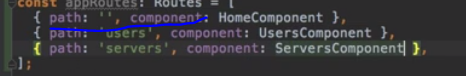 const appRoutes: Routes = [
{ path: '', component: HomeComponent },
{ path: 'users', component: UsersComponent },
{ path: 'servers', component: ServersComponent },
];